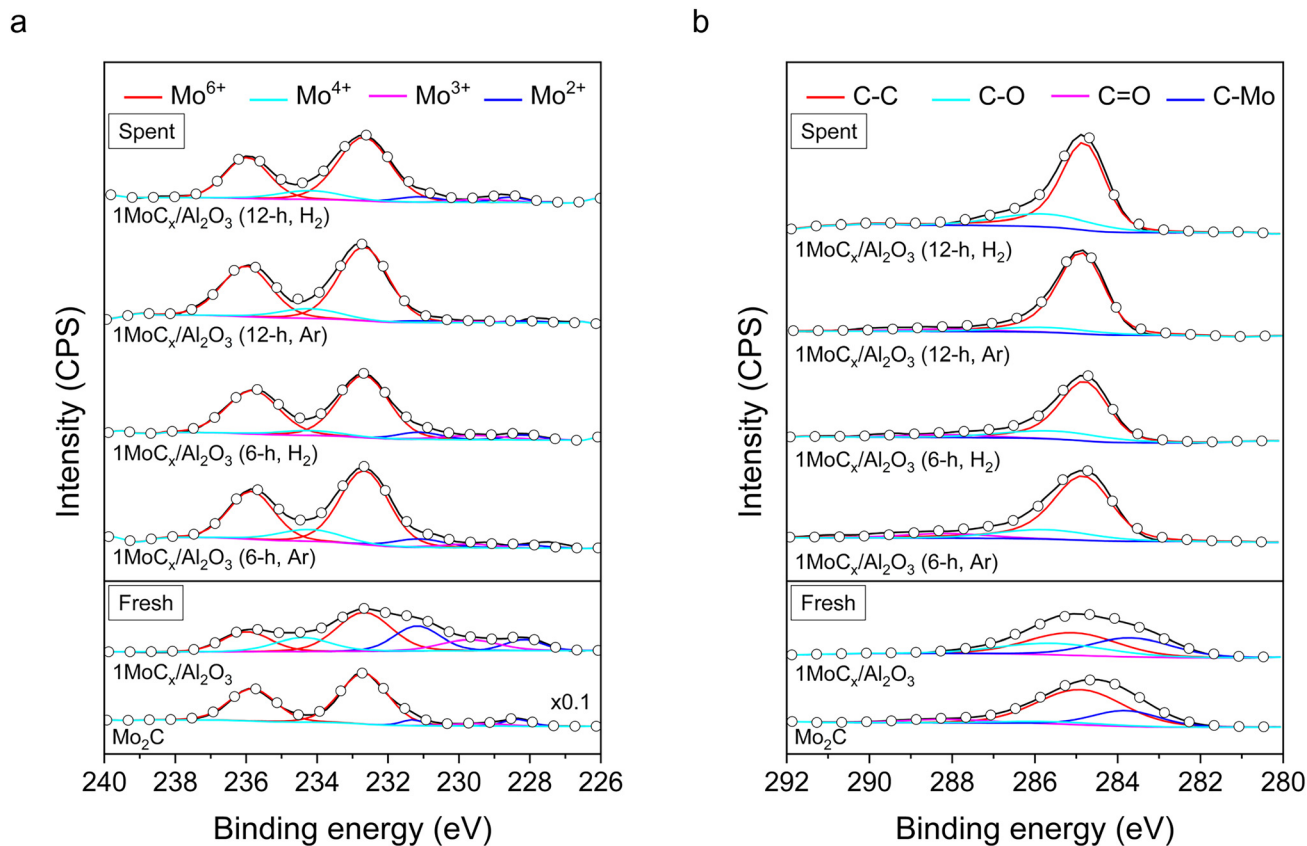 a
Mo⁶⁺ Mo⁴⁺ Mo³⁺ Mo²⁺
Spent
1MoCₓ/Al₂O₃ (12-h, H₂)
1MoCₓ/Al₂O₃ (12-h, Ar)
1MoCₓ/Al₂O₃ (6-h, H₂)
1MoCₓ/Al₂O₃ (6-h, Ar)
Fresh
1MoCₓ/Al₂O₃
x0.1
Mo₂C
Intensity (CPS)
240 238 236 234 232 230 228 226
Binding energy (eV)
b
C-C C-O C=O C-Mo
Spent
1MoCₓ/Al₂O₃ (12-h, H₂)
1MoCₓ/Al₂O₃ (12-h, Ar)
1MoCₓ/Al₂O₃ (6-h, H₂)
1MoCₓ/Al₂O₃ (6-h, Ar)
Fresh
1MoCₓ/Al₂O₃
Mo₂C
Intensity (CPS)
292 290 288 286 284 282 280
Binding energy (eV)